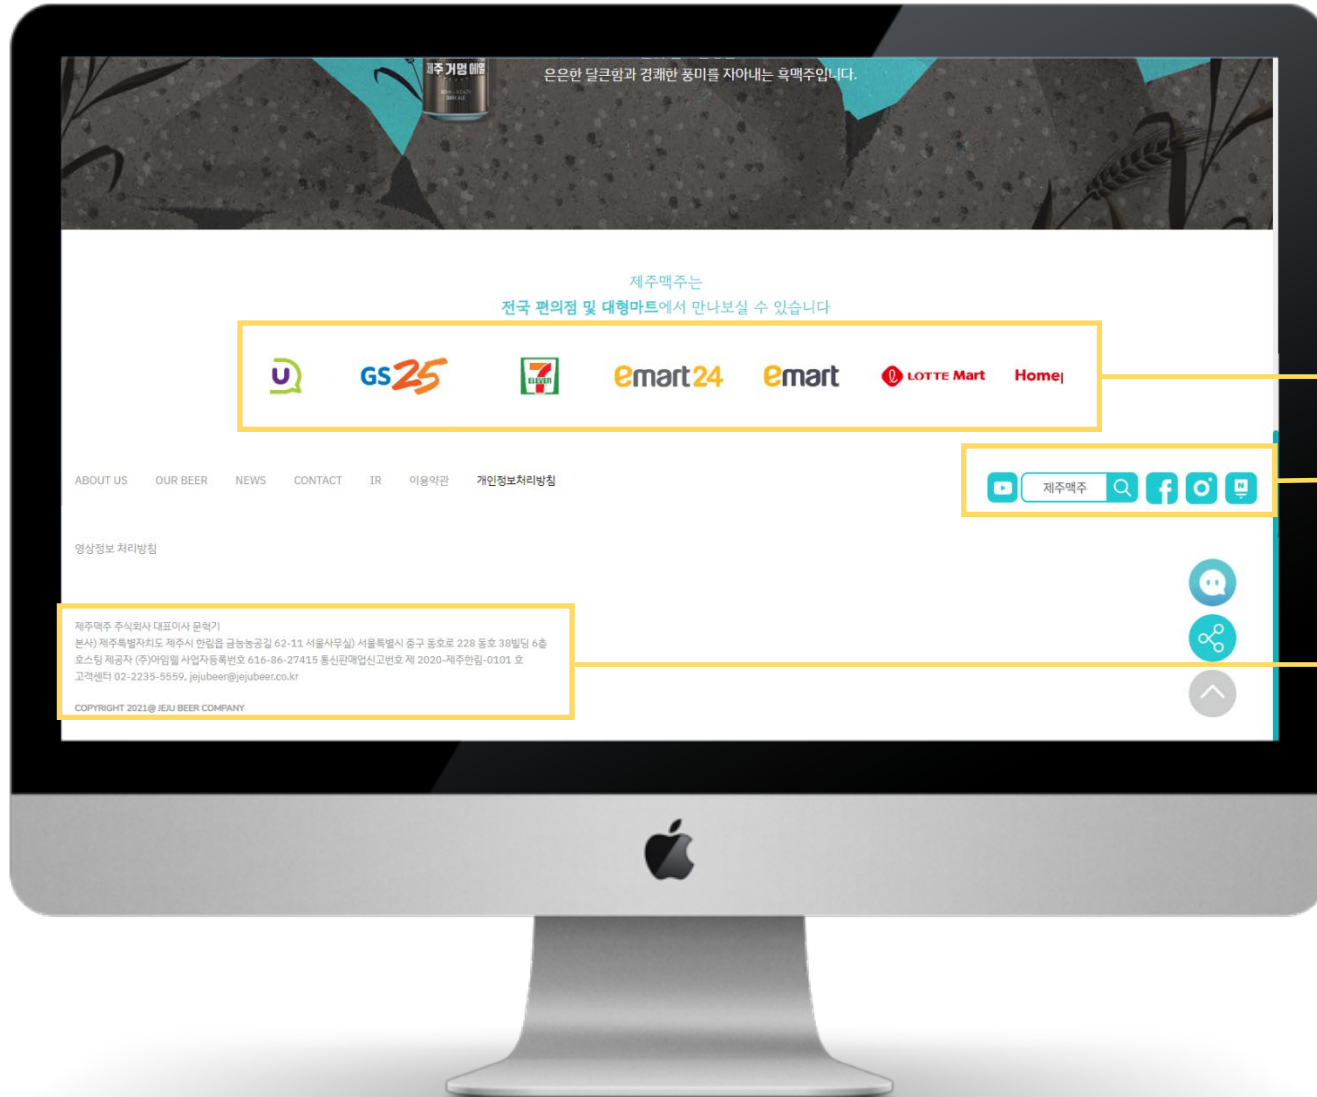 제주 거멍 에일
은은한 달큰함과 경쾌한 풍미를 자아내는 흑맥주입니다.
제주맥주는
전국 편의점 및 대형마트에서 만나보실 수 있습니다
U GS25 7 ELEVEN emart24 emart LOTTE Mart Home
ABOUT US OUR BEER NEWS CONTACT IR 이용약관 개인정보처리방침
제주맥주
영상정보 처리방침
제주맥주 주식회사 대표이사 문혁기
본사) 제주특별자치도 제주시 한림읍 금능농공길 62-11 서울사무실) 서울특별시 중구 동호로 228 동호 38빌딩 6층
호스팅 제공자 (주)아임웹 사업자등록번호 616-86-27415 통신판매업신고번호 제 2020-제주한림-0101 호
고객센터 02-2235-5559, jejubeer@jejubeer.co.kr
COPYRIGHT 2021@ JEJU BEER COMPANY